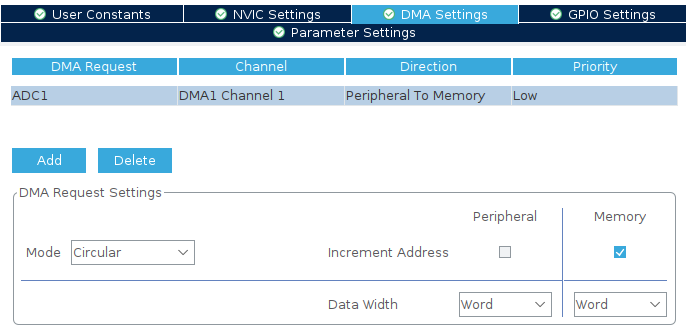 User Constants NVIC Settings DMA Settings GPIO Settings
Parameter Settings
DMA Request Channel Direction Priority
ADC1 DMA1 Channel 1 Peripheral To Memory Low
Add Delete
DMA Request Settings
Peripheral Memory
Mode Circular Increment Address
Data Width Word Word